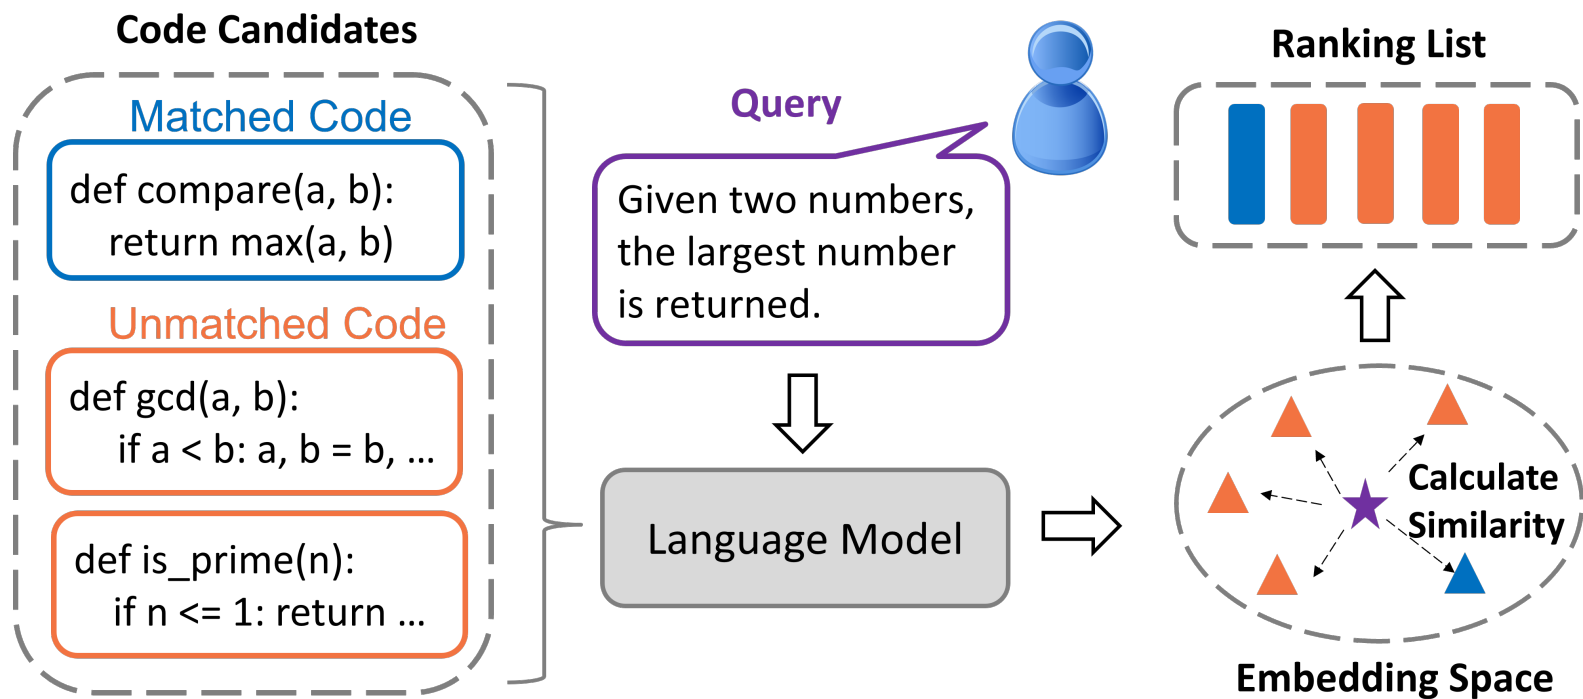 Code Candidates
Matched Code
def compare(a, b):
return max(a, b)
Unmatched Code
def gcd(a, b):
if a < b: a, b = b, ...
def is_prime(n):
if n <= 1: return ...
Query
Given two numbers,
the largest number
is returned.
Language Model
Ranking List
Calculate
Similarity
Embedding Space